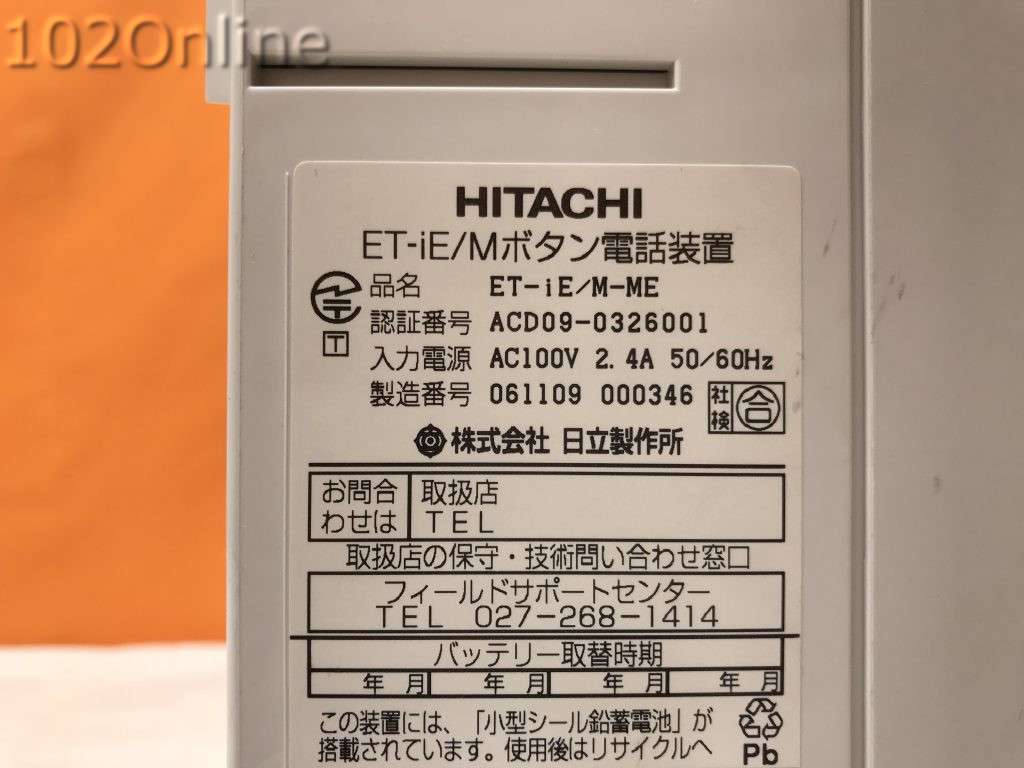 102Online
HITACHI
ET-iE/Mボタン電話装置
品名 ET-iE/M-ME
T
認証番号 ACD09-0326001
入力電源 AC100V 2.4A 50/60Hz
製造番号 061109 000346
社検 合
株式会社 日立製作所
お問合わせは
取扱店
TEL
取扱店の保守・技術問い合わせ窓口
フィールドサポートセンター
TEL 027-268-1414
バッテリー取替時期
年 月 年 月 年 月 年 月
この装置には、「小型シール鉛蓄電池」が
搭載されています。使用後はリサイクルへ
Pb